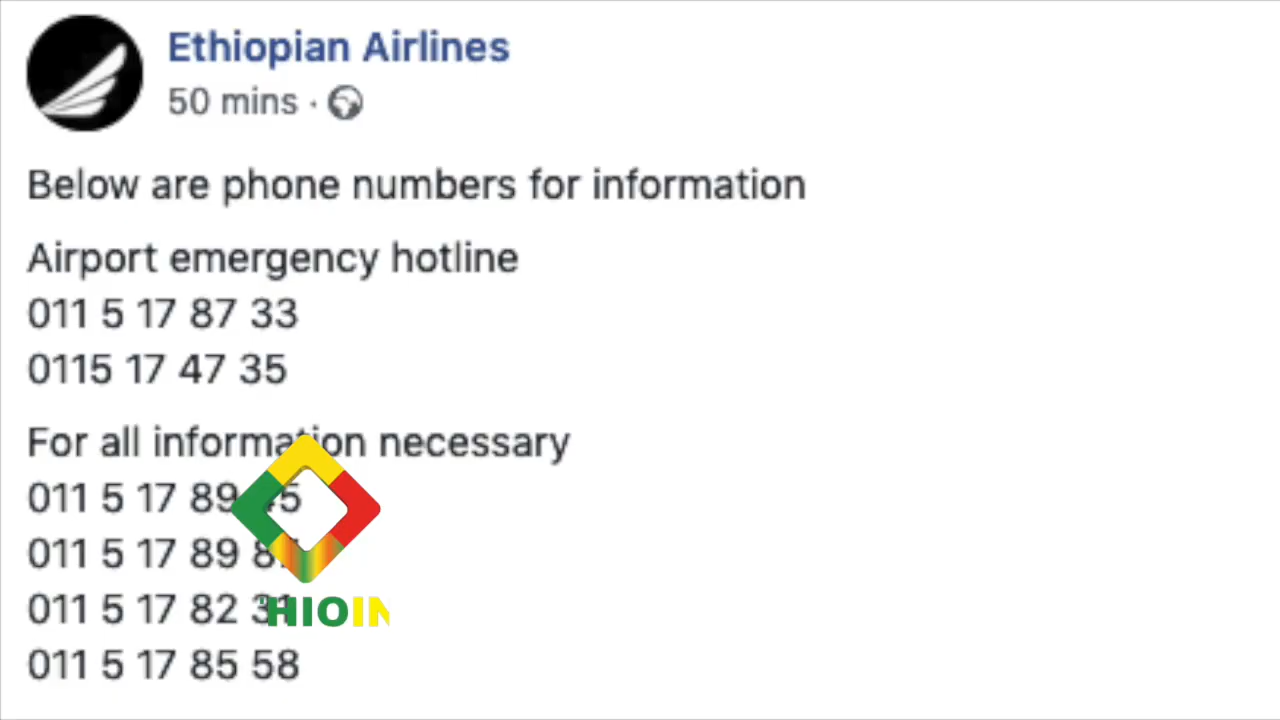 Ethiopian Airlines
50 mins ·
Below are phone numbers for information
Airport emergency hotline
011 5 17 87 33
0115 17 47 35
For all information necessary
011 5 17 89
011 5 17 89
011 5 17 82
011 5 17 85 58
HIOIN